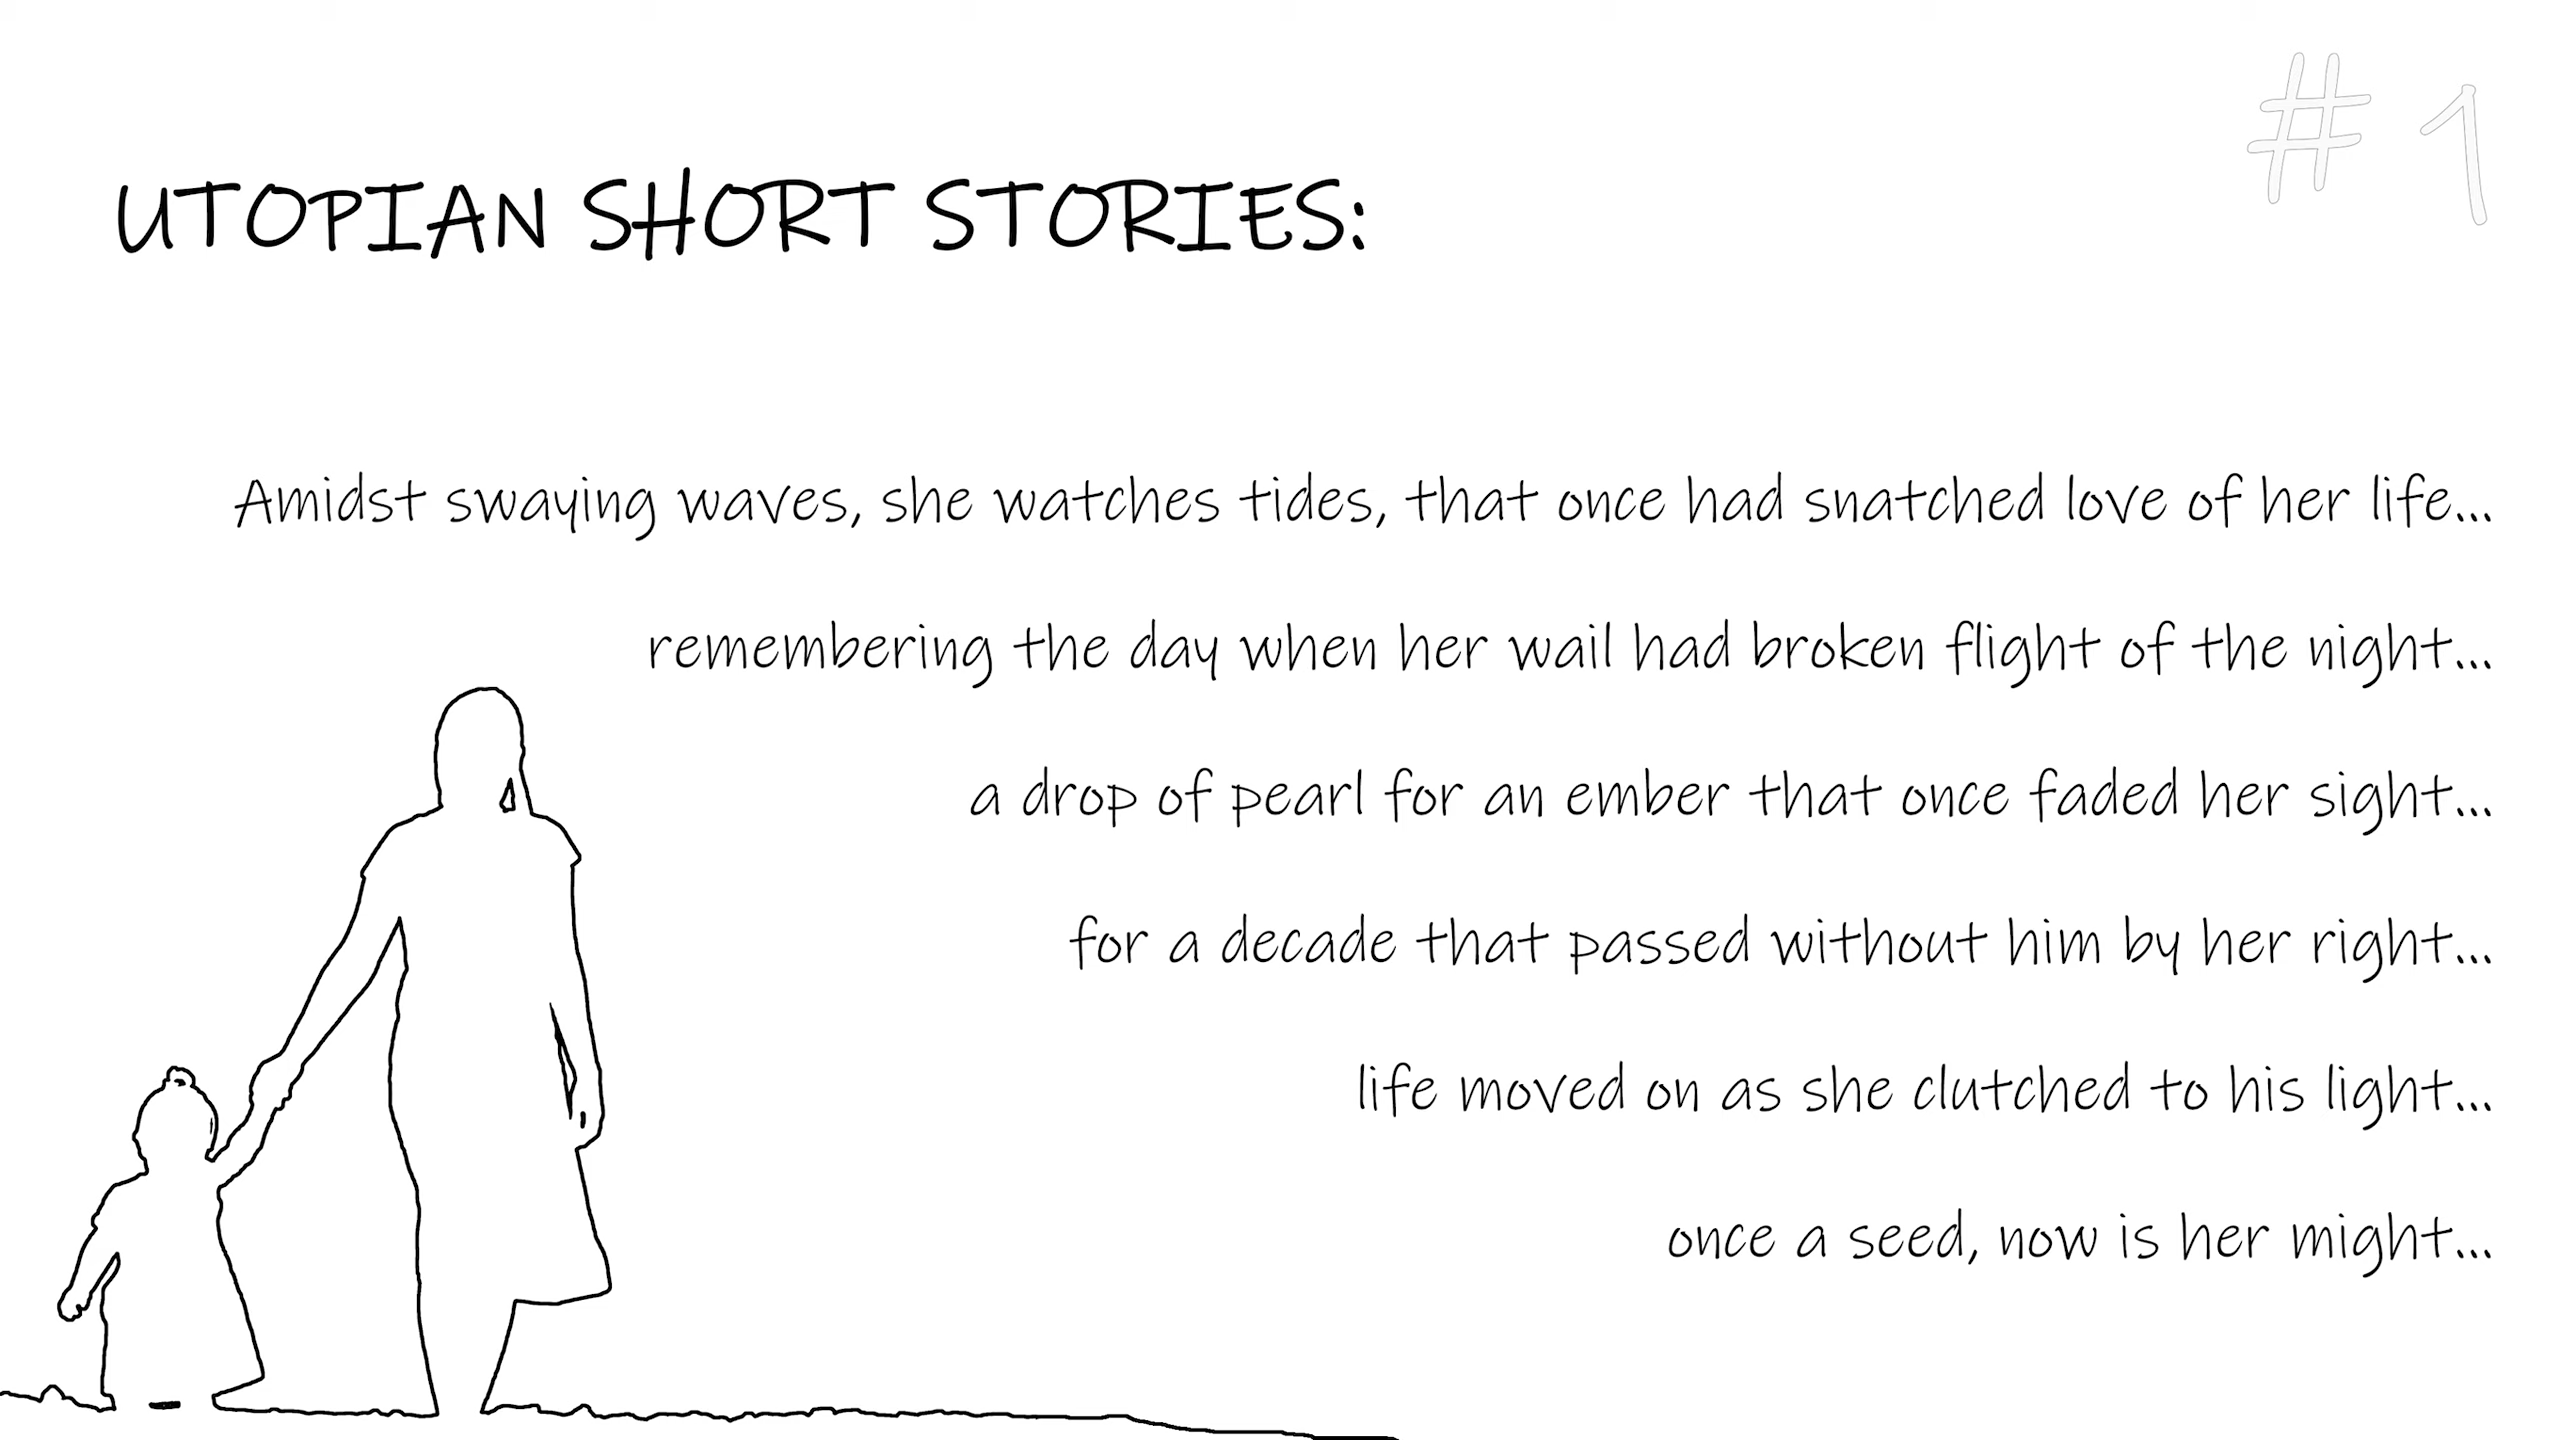 # 1
UTOPIAN SHORT STORIES:
Amidst swaying waves, she watches tides, that once had snatched love of her life...
remembering the day when her wail had broken flight of the night...
a drop of pearl for an ember that once faded her sight...
for a decade that passed without him by her right...
life moved on as she clutched to his light...
once a seed, now is her might...